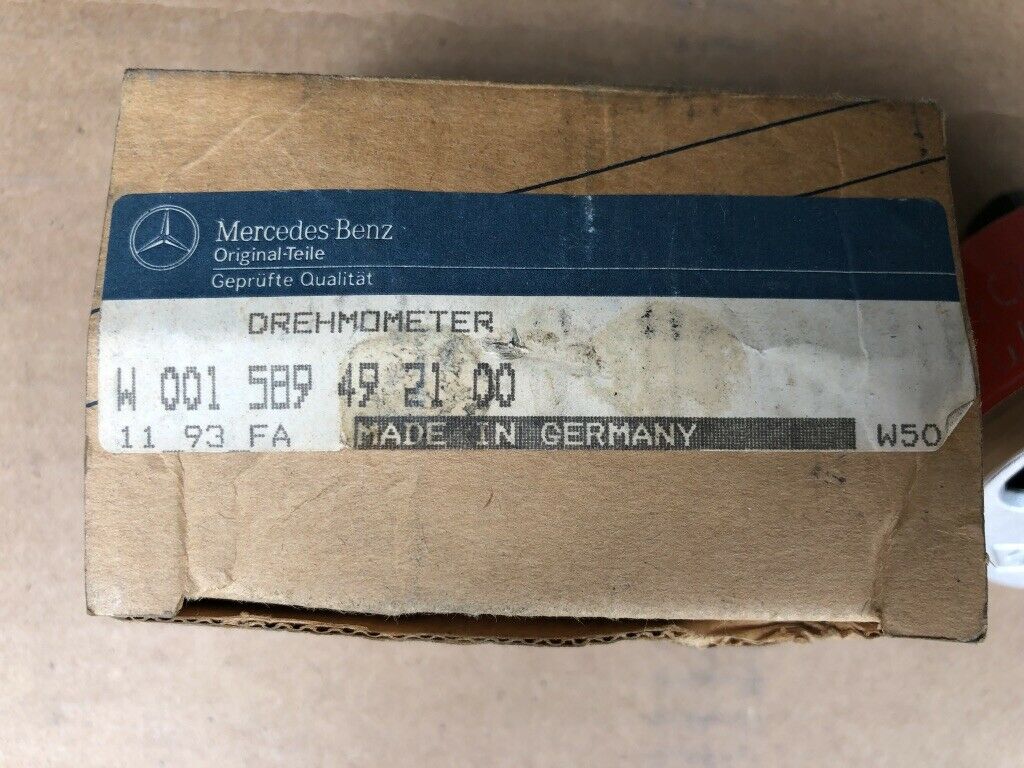 Mercedes-Benz
Original-Teile
Geprüfte Qualität
DREHMOMETER
W 001 589 49 21 00
11 93 FA MADE IN GERMANY W50